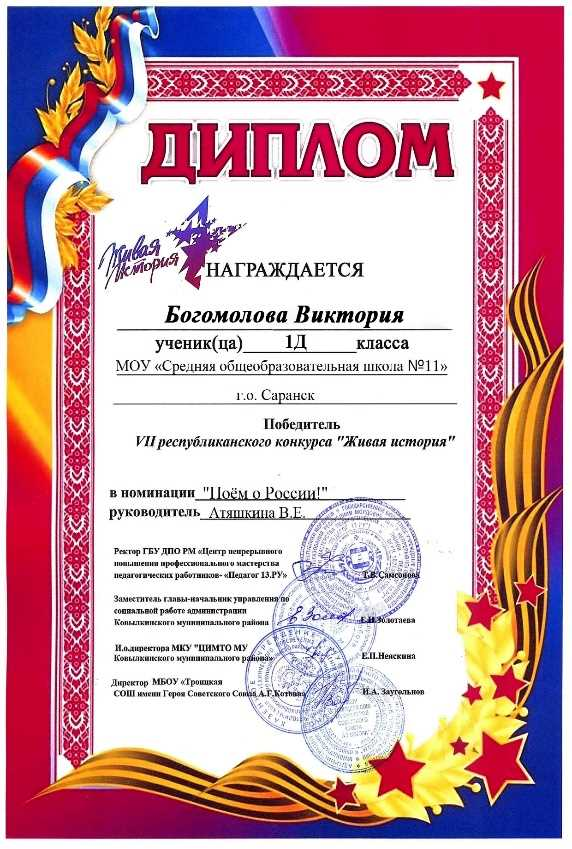 ДИПЛОМ
Живая
История
НАГРАЖДАЕТСЯ
Богомолова Виктория
ученик(ца) 1Д класса
МОУ «Средняя общеобразовательная школа №11»
г.о. Саранск
Победитель
VII республиканского конкурса "Живая история"
в номинации "Поём о России!"
руководитель Атяшкина В.Е.
Ректор ГБУ ДПО РМ «Центр непрерывного
повышения профессионального мастерства
педагогических работников- «Педагог 13.РУ» Т.В.Самсонова
Заместитель главы-начальник управления по
социальной работе администрации
Ковылкинского муниципального района Е.И.Золотаева
И.о.директора МКУ "ЦИМТО МУ
Ковылкинского муниципального района» Е.П.Ненскина
Директор МБОУ «Троицкая
СОШ имени Героя Советского Союза А.Г.Котова» И.А. Заугольнов